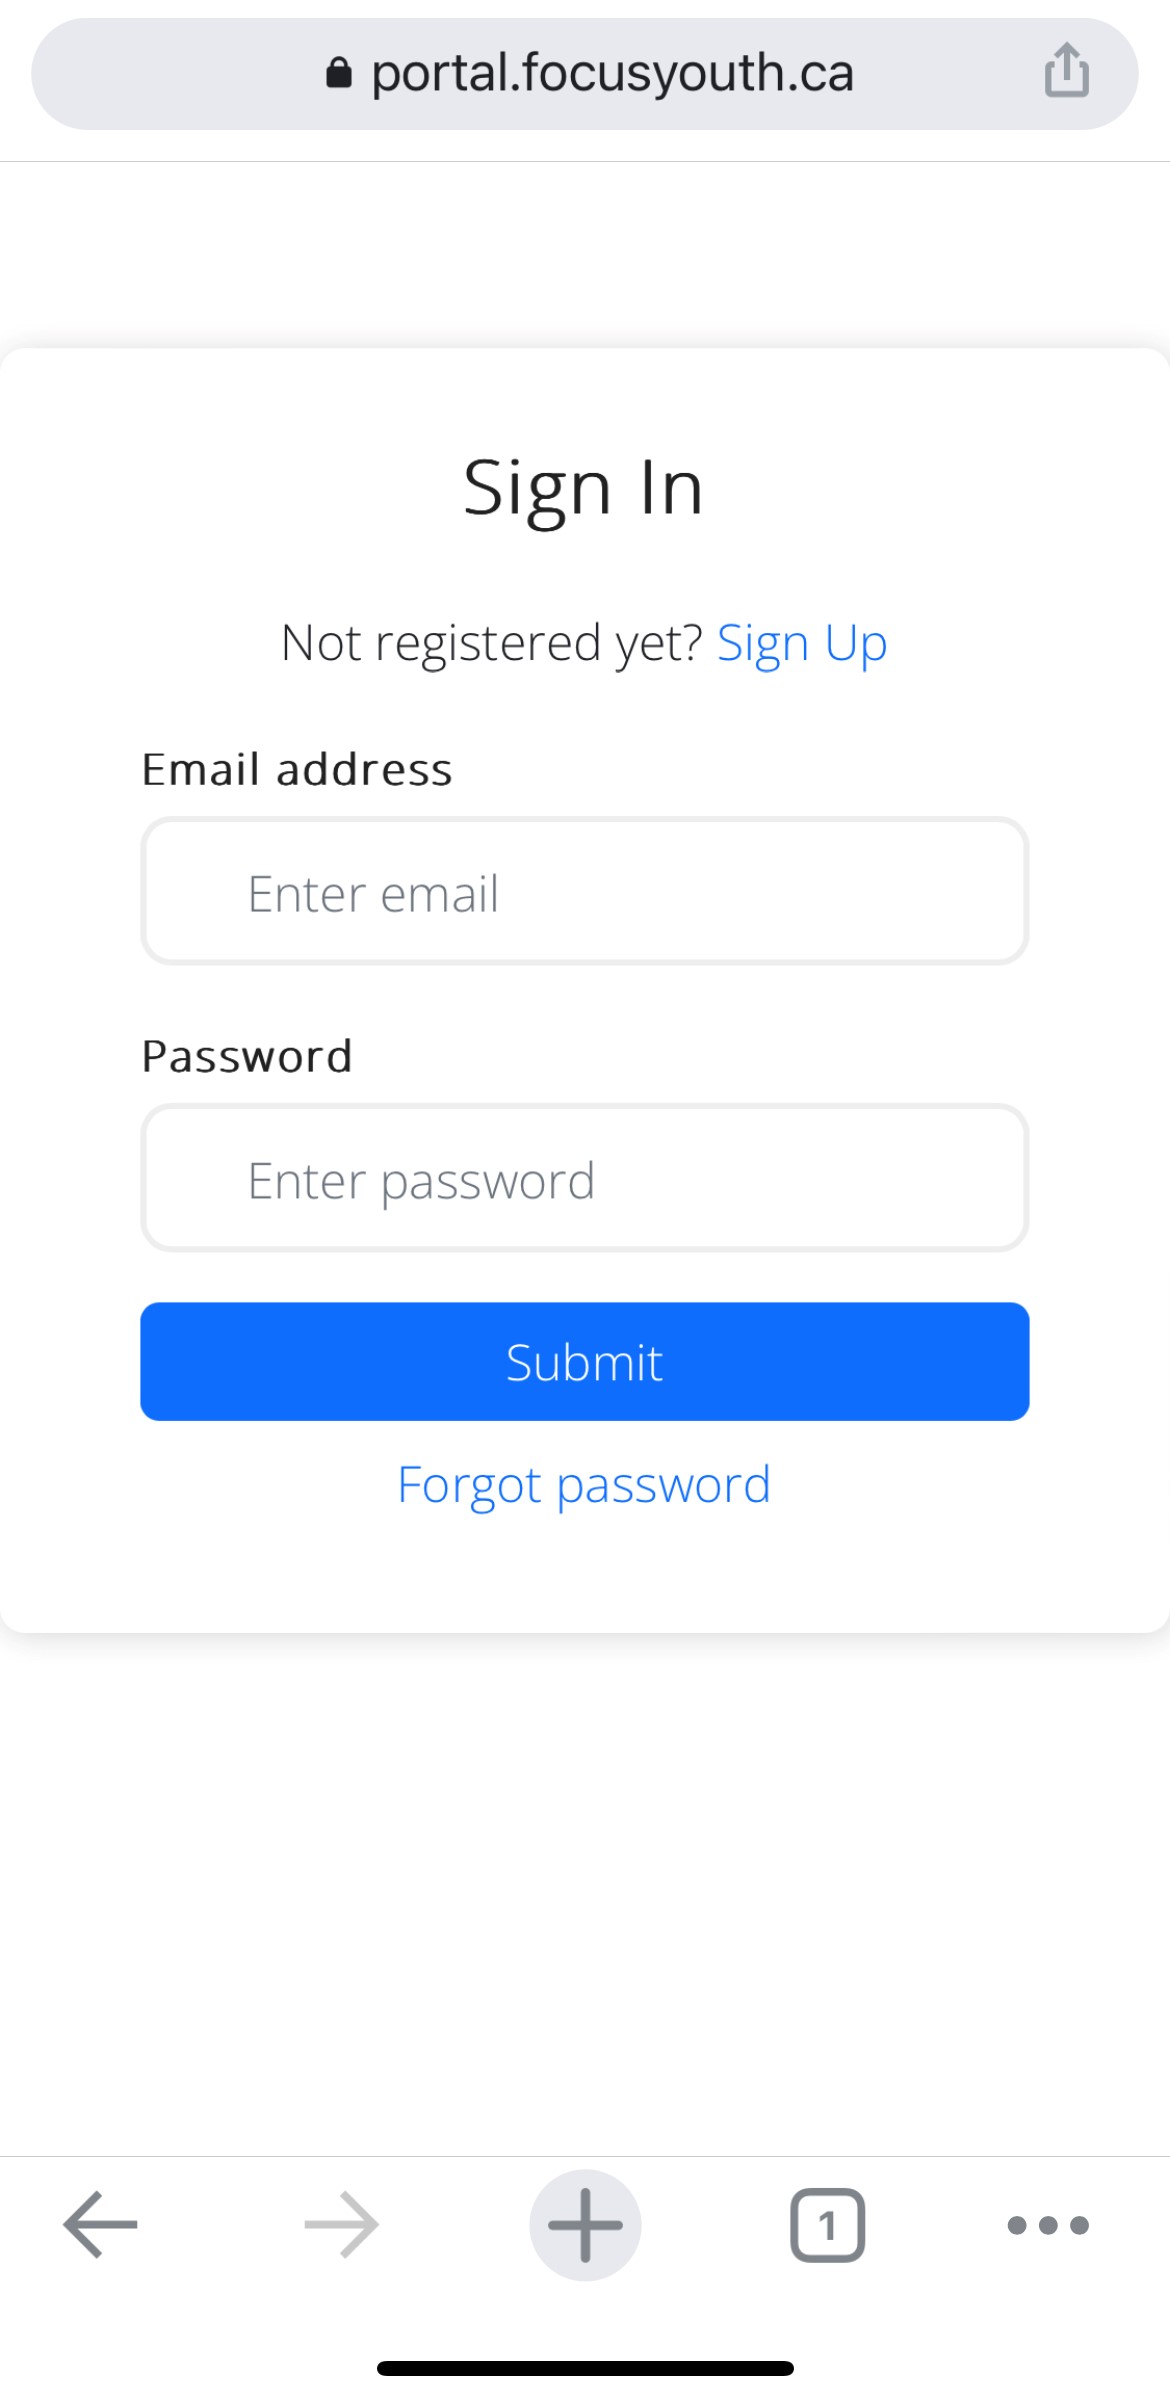 portal.focusyouth.ca
Sign In
Not registered yet? Sign Up
Email address
Enter email
Password
Enter password
Submit
Forgot password
1